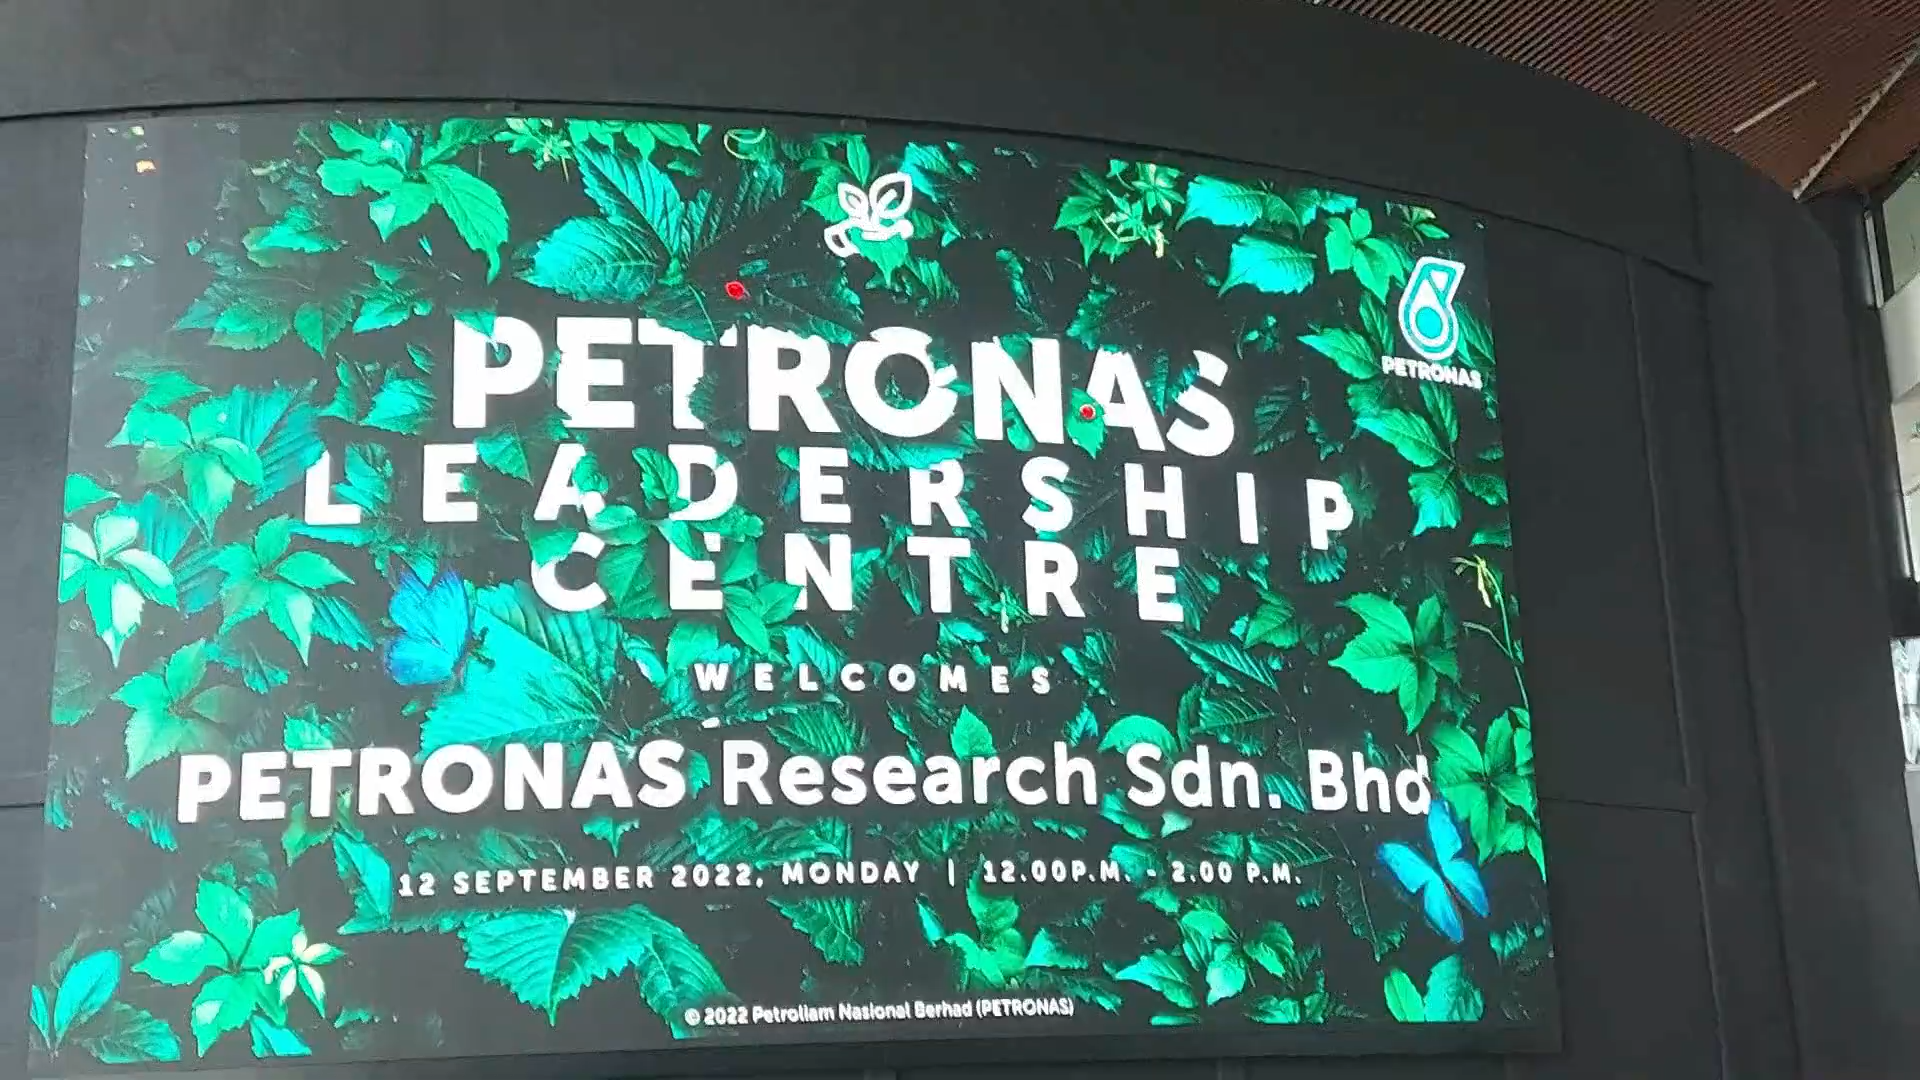 PETRONAS
PETRONAS
LEADERSHIP
CENTRE
WELCOMES
PETRONAS Research Sdn. Bhd
12 SEPTEMBER 2022, MONDAY | 12.00P.M. - 2.00 P.M.
© 2022 Petroliam Nasional Berhad (PETRONAS)